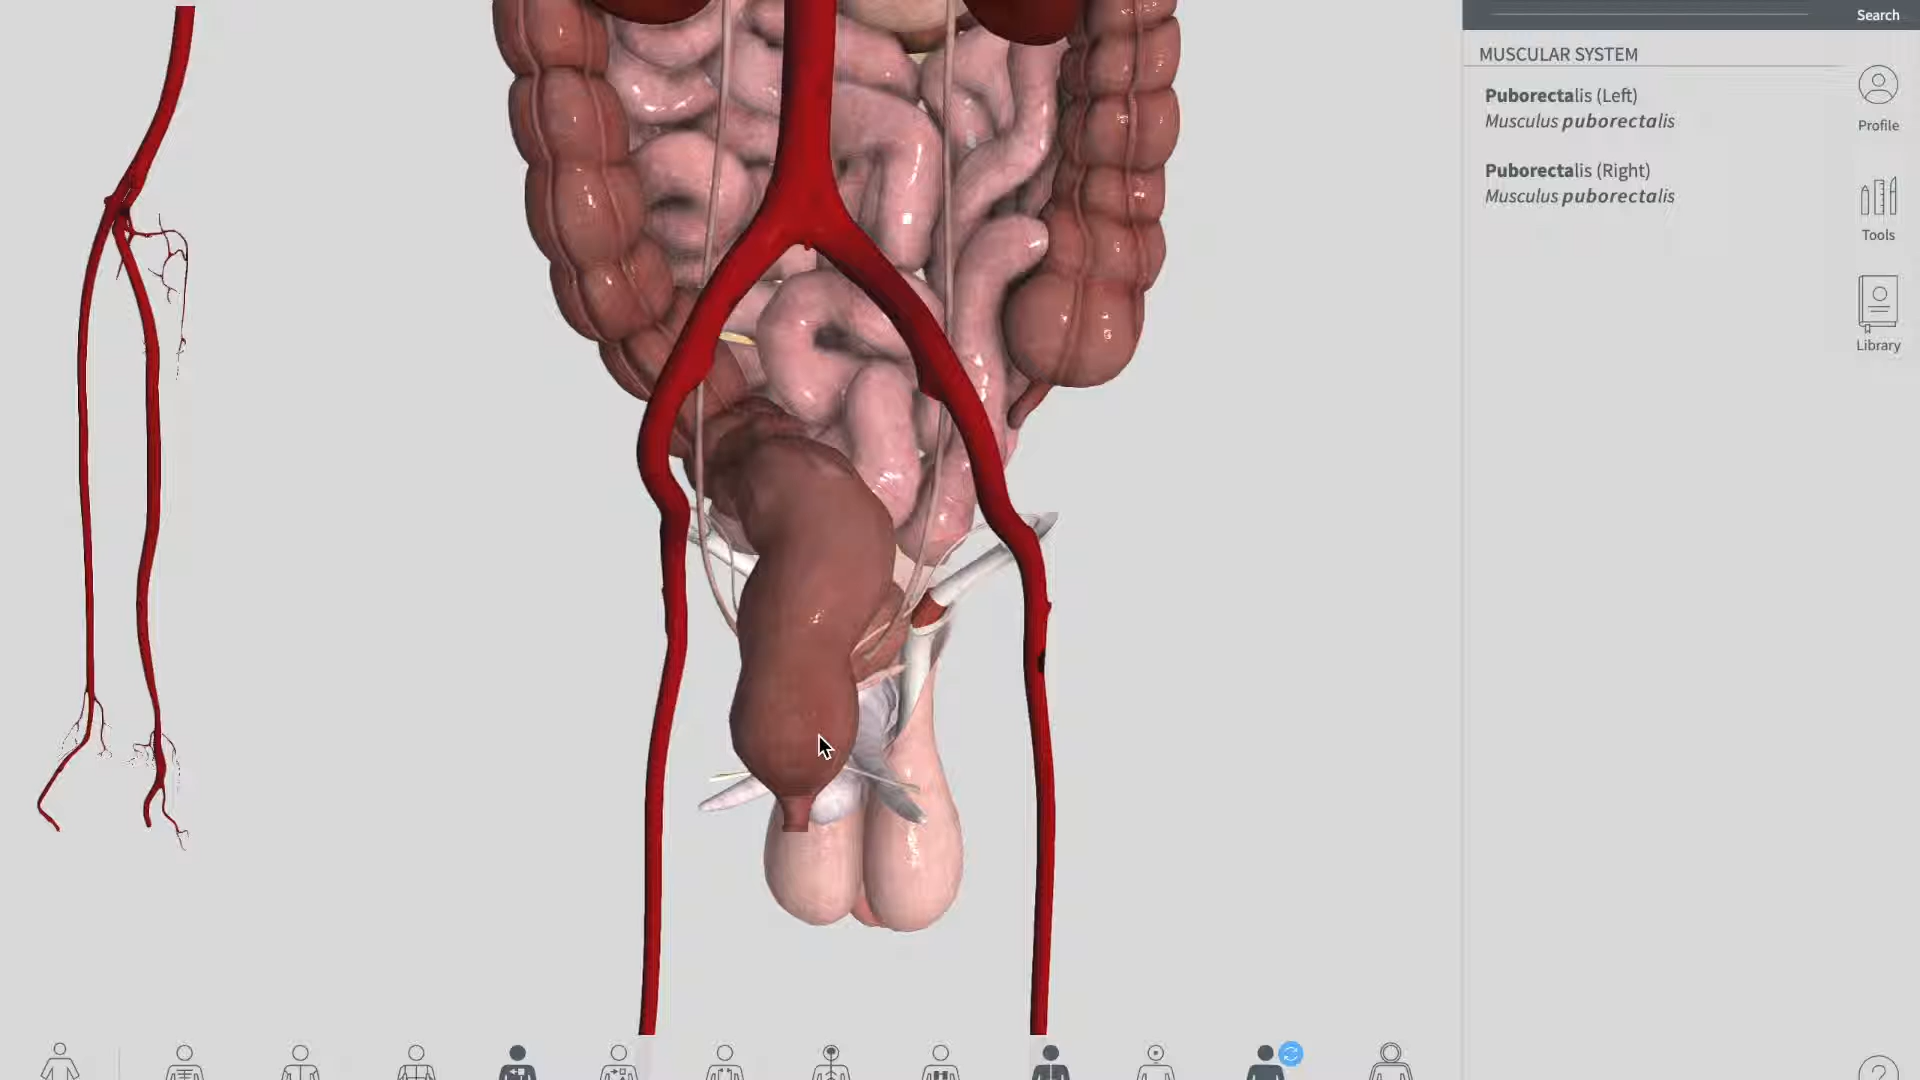 Search
MUSCULAR SYSTEM
Puborectalis (Left)
Musculus puborectalis
Puborectalis (Right)
Musculus puborectalis
Profile
Tools
Library
?